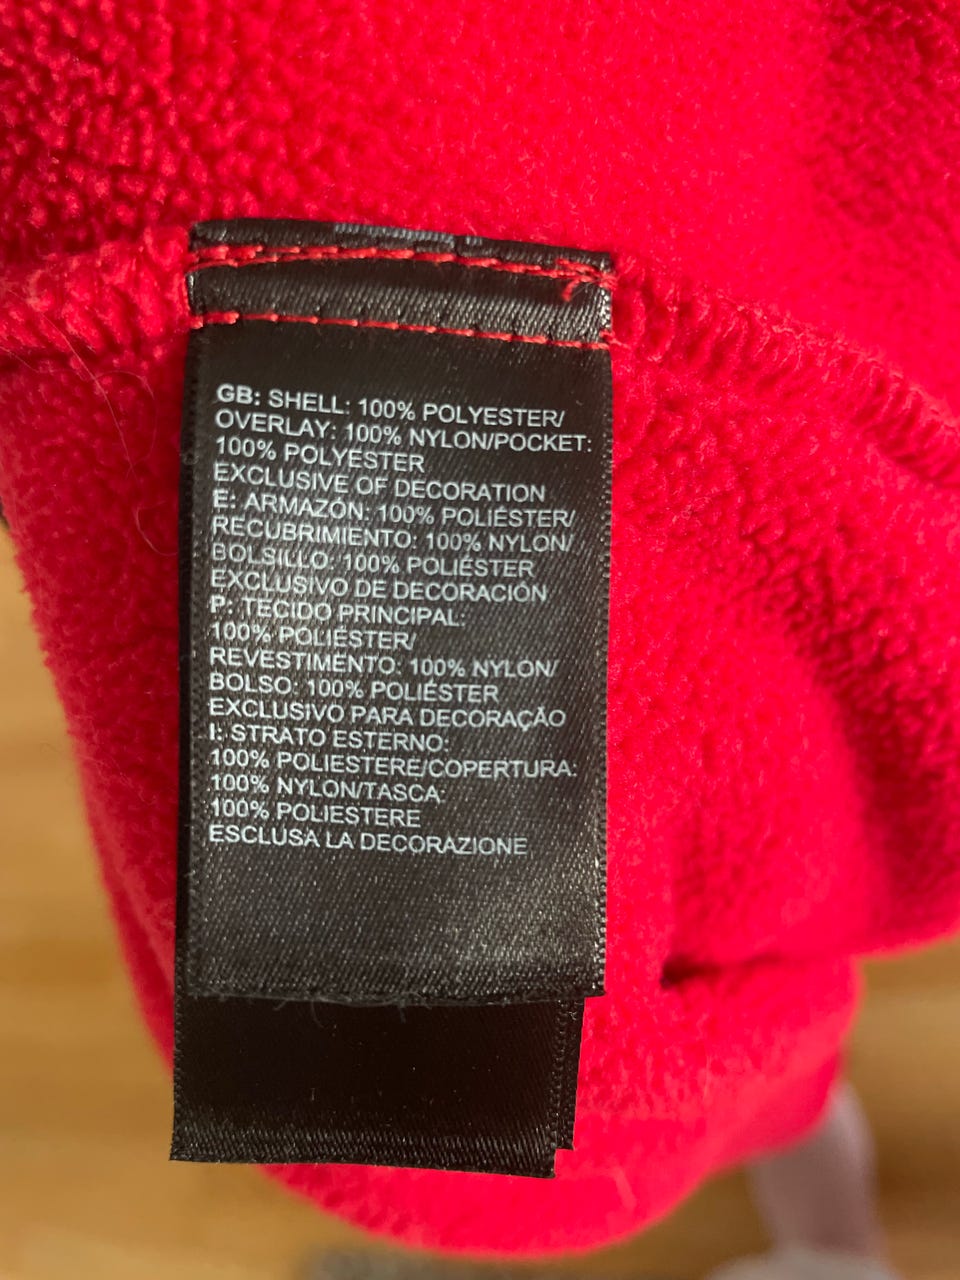 GB: SHELL: 100% POLYESTER/
OVERLAY: 100% NYLON/POCKET:
100% POLYESTER
EXCLUSIVE OF DECORATION
E: ARMAZÓN: 100% POLIÉSTER/
RECUBRIMIENTO: 100% NYLON/
BOLSILLO: 100% POLIÉSTER
EXCLUSIVO DE DECORACIÓN
P: TECIDO PRINCIPAL:
100% POLIÉSTER/
REVESTIMENTO: 100% NYLON/
BOLSO: 100% POLIÉSTER
EXCLUSIVO PARA DECORAÇÃO
I: STRATO ESTERNO:
100% POLIESTERE/COPERTURA:
100% NYLON/TASCA:
100% POLIESTERE
ESCLUSA LA DECORAZIONE